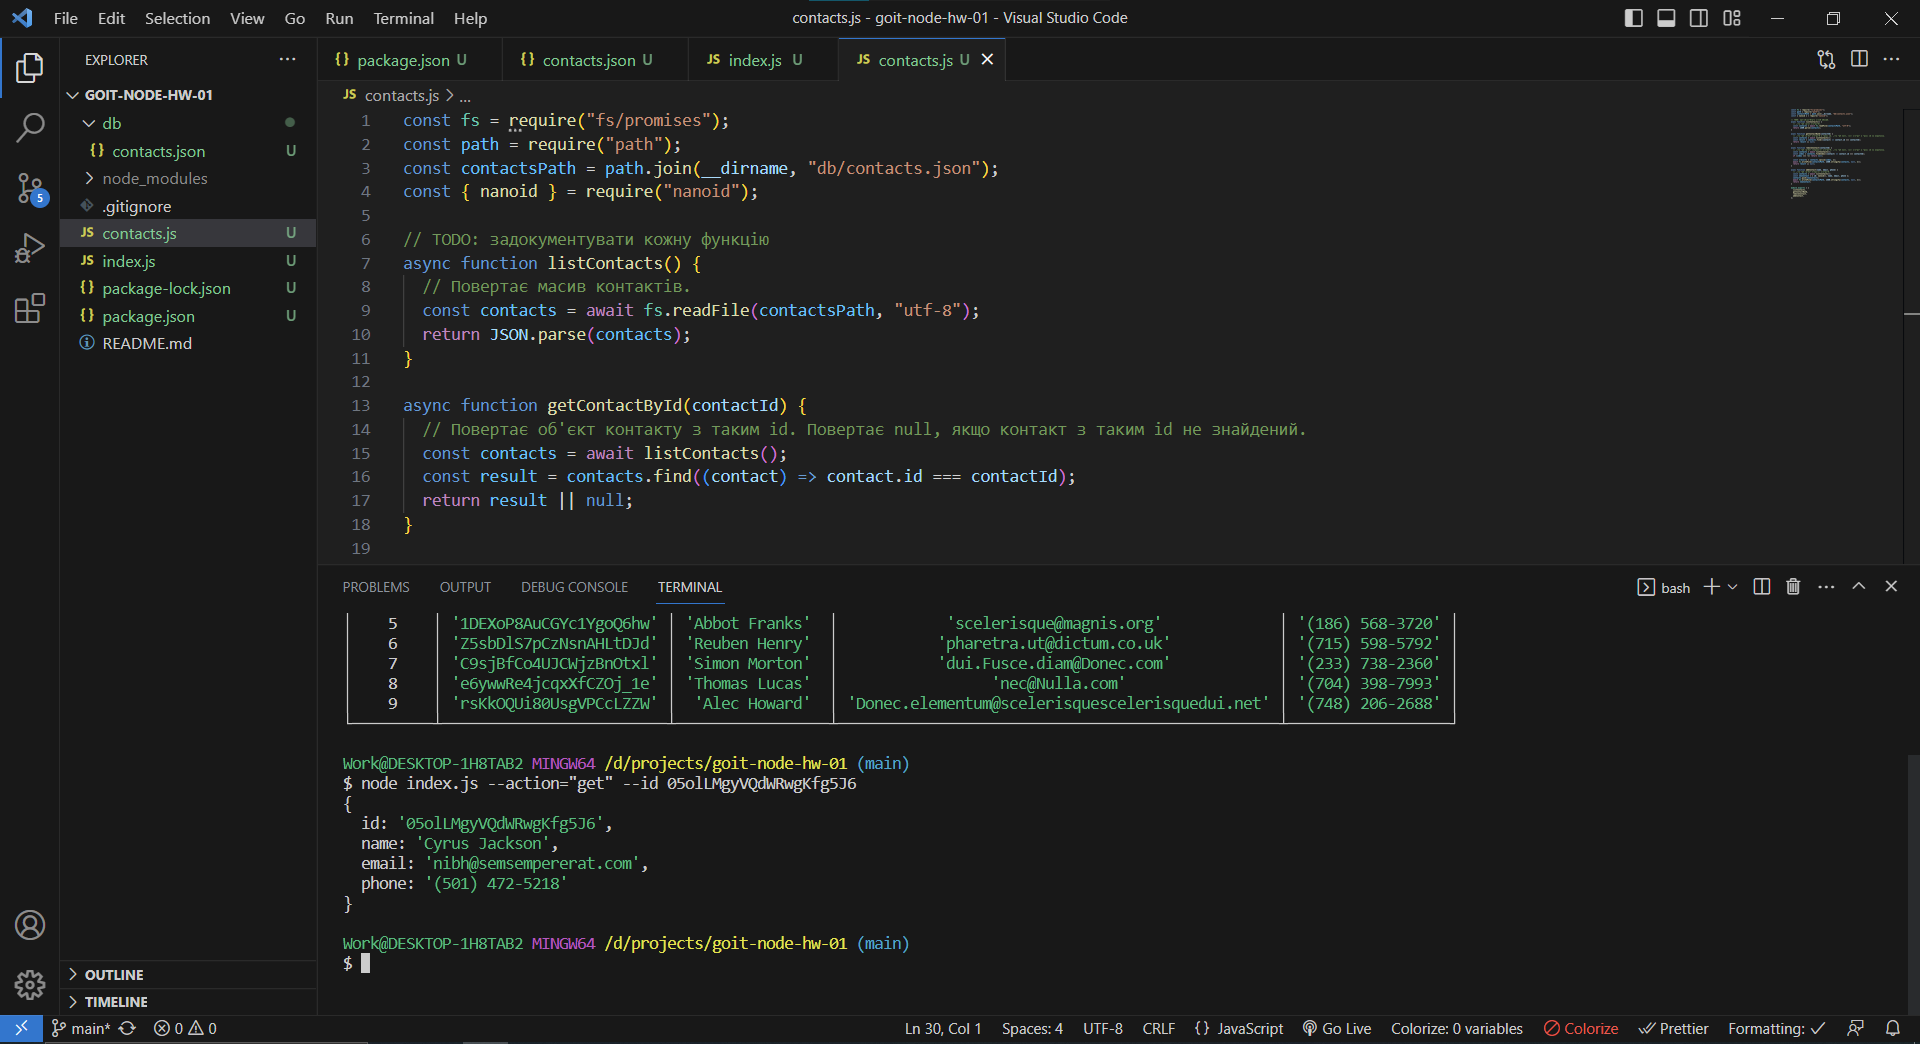 File Edit Selection View Go Run Terminal Help
contacts.js - goit-node-hw-01 - Visual Studio Code
EXPLORER
GOIT-NODE-HW-01
db
contacts.json U
node_modules
.gitignore
JS contacts.js U
JS index.js U
{} package-lock.json U
{} package.json U
README.md
5
OUTLINE
TIMELINE
{} package.json U {} contacts.json U JS index.js U JS contacts.js U
JS contacts.js > ...
1 const fs = require("fs/promises");
2 const path = require("path");
3 const contactsPath = path.join(__dirname, "db/contacts.json");
4 const { nanoid } = require("nanoid");
5
6 // TODO: задокументувати кожну функцію
7 async function listContacts() {
8 // Повертає масив контактів.
9 const contacts = await fs.readFile(contactsPath, "utf-8");
10 return JSON.parse(contacts);
11 }
12
13 async function getContactById(contactId) {
14 // Повертає об'єкт контакту з таким id. Повертає null, якщо контакт з таким id не знайдений.
15 const contacts = await listContacts();
16 const result = contacts.find((contact) => contact.id === contactId);
17 return result || null;
18 }
19
PROBLEMS OUTPUT DEBUG CONSOLE TERMINAL
bash
5 '1DEXoP8AuCGYc1YgoQ6hw' 'Abbot Franks' 'scelerisque@magnis.org' '(186) 568-3720'
6 'Z5sbDlS7pCzNsnAHLtDJd' 'Reuben Henry' 'pharetra.ut@dictum.co.uk' '(715) 598-5792'
7 'C9sjBfCo4UJCWjzBnOtxl' 'Simon Morton' 'dui.Fusce.diam@Donec.com' '(233) 738-2360'
8 'e6ywwRe4jcqxXfCZOj_1e' 'Thomas Lucas' 'nec@Nulla.com' '(704) 398-7993'
9 'rsKkOQUi80UsgVPCcLZZW' 'Alec Howard' 'Donec.elementum@scelerisquescelerisquedui.net' '(748) 206-2688'
Work@DESKTOP-1H8TAB2 MINGW64 /d/projects/goit-node-hw-01 (main)
$ node index.js --action="get" --id 05olLMgyVQdWRwgKfg5J6
{
id: '05olLMgyVQdWRwgKfg5J6',
name: 'Cyrus Jackson',
email: 'nibh@semsempererat.com',
phone: '(501) 472-5218'
}
Work@DESKTOP-1H8TAB2 MINGW64 /d/projects/goit-node-hw-01 (main)
$
main* 0 0 Ln 30, Col 1 Spaces: 4 UTF-8 CRLF {} JavaScript Go Live Colorize: 0 variables Colorize Prettier Formatting: